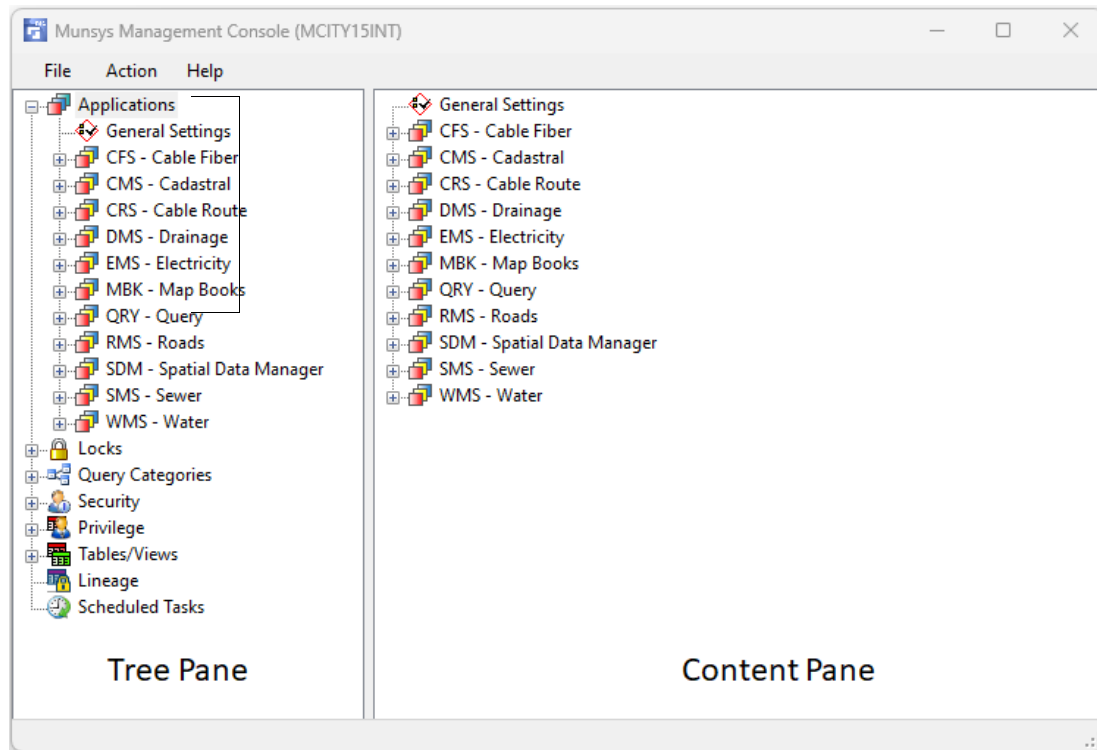 Munsys Management Console (MCITY15INT)
File Action Help
Applications
General Settings
CFS - Cable Fiber
CMS - Cadastral
CRS - Cable Route
DMS - Drainage
EMS - Electricity
MBK - Map Books
QRY - Query
RMS - Roads
SDM - Spatial Data Manager
SMS - Sewer
WMS - Water
Locks
Query Categories
Security
Privilege
Tables/Views
Lineage
Scheduled Tasks
Tree Pane
General Settings
CFS - Cable Fiber
CMS - Cadastral
CRS - Cable Route
DMS - Drainage
EMS - Electricity
MBK - Map Books
QRY - Query
RMS - Roads
SDM - Spatial Data Manager
SMS - Sewer
WMS - Water
Content Pane